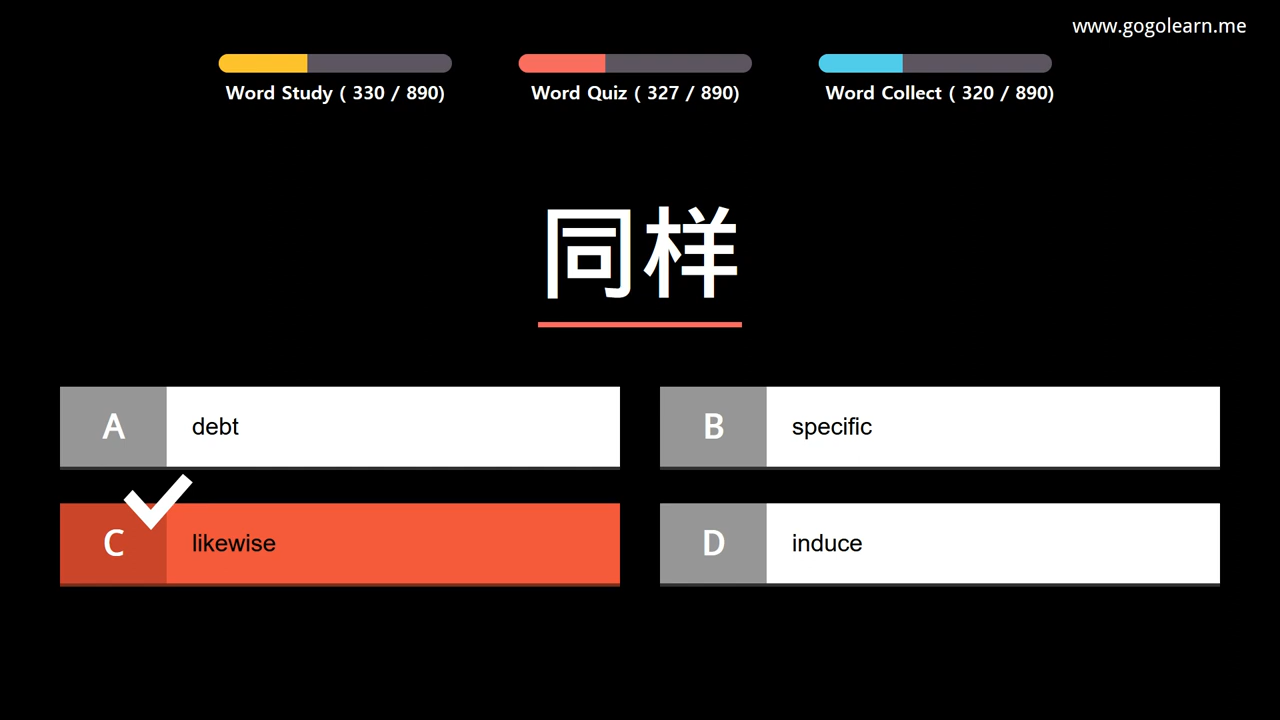 www.gogolearn.me
Word Study ( 330 / 890)
Word Quiz ( 327 / 890)
Word Collect ( 320 / 890)
同样
A debt
B specific
C likewise
D induce